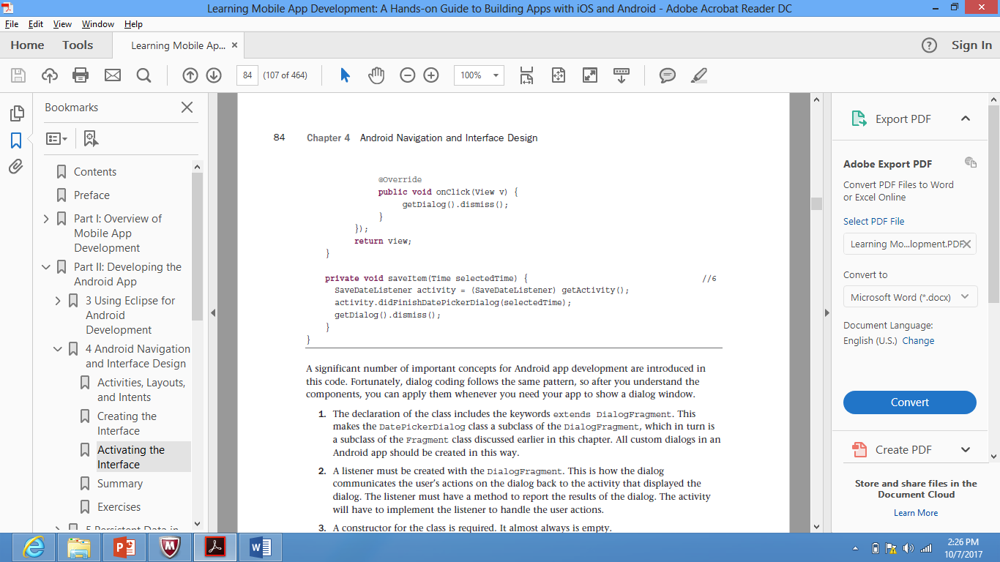 Learning Mobile App Development: A Hands-on Guide to Building Apps with iOS and Android - Adobe Acrobat Reader DC
File Edit View Window Help
Home Tools Learning Mobile Ap... × Sign In
84 (107 of 464) 100%
Bookmarks
Contents
Preface
Part I: Overview of
Mobile App
Development
Part II: Developing the
Android App
3 Using Eclipse for
Android
Development
4 Android Navigation
and Interface Design
Activities, Layouts,
and Intents
Creating the
Interface
Activating the
Interface
Summary
Exercises
5 Persistent Data in
84 Chapter 4 Android Navigation and Interface Design
@Override
public void onClick(View v) {
getDialog().dismiss();
}
});
return view;
}
private void saveItem(Time selectedTime) { //6
SaveDateListener activity = (SaveDateListener) getActivity();
activity.didFinishDatePickerDialog(selectedTime);
getDialog().dismiss();
}
}
A significant number of important concepts for Android app development are introduced in
this code. Fortunately, dialog coding follows the same pattern, so after you understand the
components, you can apply them whenever you need your app to show a dialog window.
1. The declaration of the class includes the keywords extends DialogFragment. This
makes the DatePickerDialog class a subclass of the DialogFragment, which in turn is
a subclass of the Fragment class discussed earlier in this chapter. All custom dialogs in an
Android app should be created in this way.
2. A listener must be created with the DialogFragment. This is how the dialog
communicates the user's actions on the dialog back to the activity that displayed the
dialog. The listener must have a method to report the results of the dialog. The activity
will have to implement the listener to handle the user actions.
3. A constructor for the class is required. It almost always is empty.
Export PDF
Adobe Export PDF
Convert PDF Files to Word
or Excel Online
Select PDF File
Learning Mo...lopment.PDF
Convert to
Microsoft Word (*.docx)
Document Language:
English (U.S.) Change
Convert
Create PDF
Store and share files in the
Document Cloud
Learn More
2:26 PM
10/7/2017